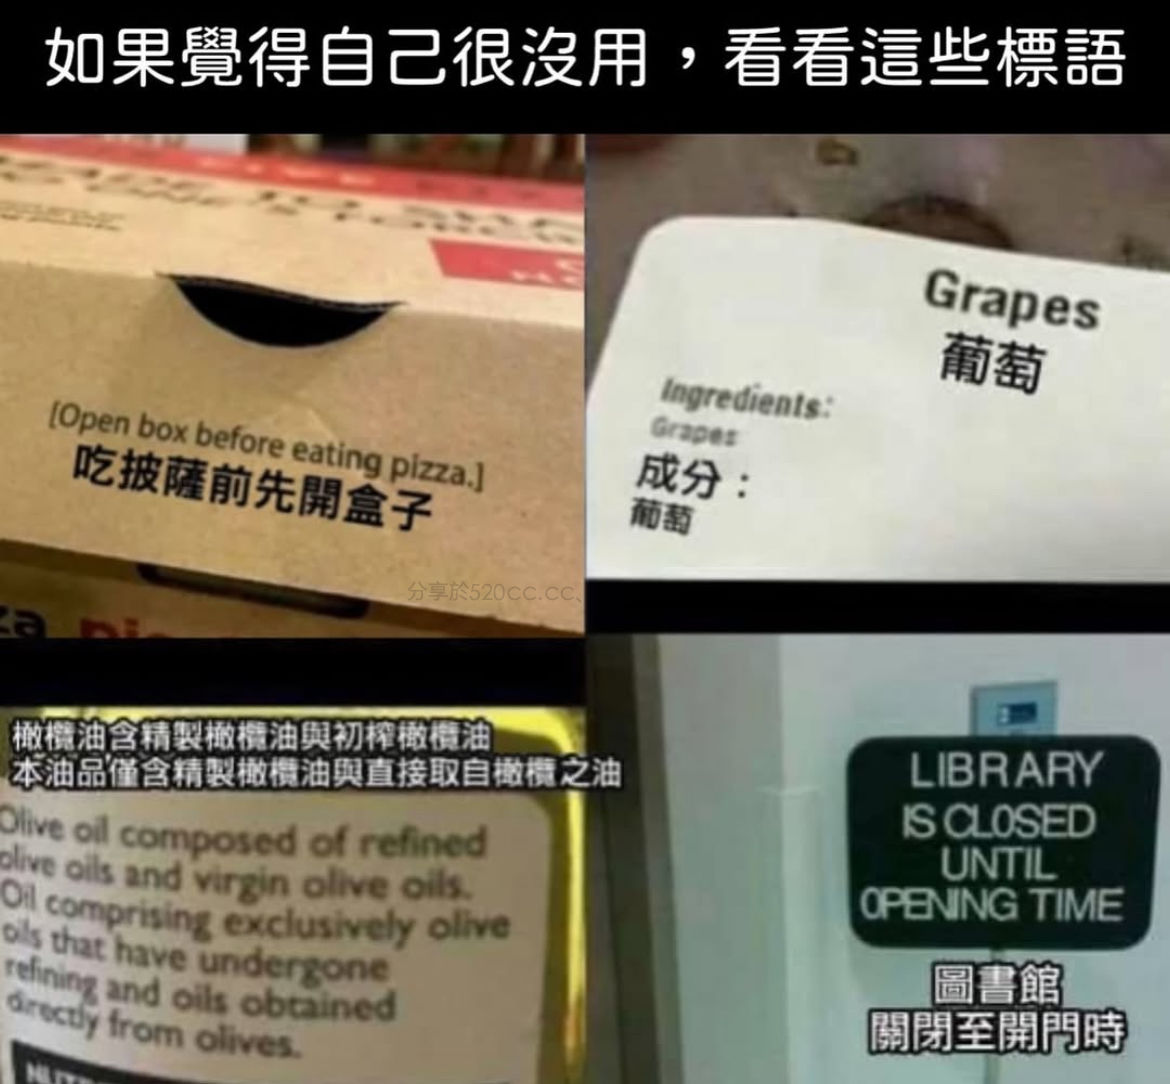 如果覺得自己很沒用，看看這些標語
[Open box before eating pizza.]
吃披薩前先開盒子
分享於520cc.cc、
Grapes
葡萄
Ingredients:
Grapes
成分：
葡萄
橄欖油含精製橄欖油與初榨橄欖油
本油品僅含精製橄欖油與直接取自橄欖之油
Olive oil composed of refined
olive oils and virgin olive oils.
Oil comprising exclusively olive
oils that have undergone
refining and oils obtained
directly from olives.
LIBRARY
IS CLOSED
UNTIL
OPENING TIME
圖書館
關閉至開門時